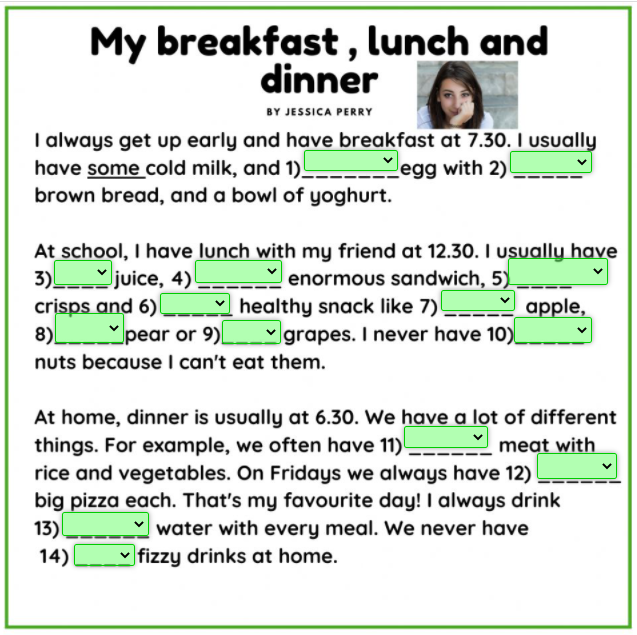 My breakfast , lunch and
dinner
BY JESSICA PERRY
I always get up early and have breakfast at 7.30. I usually
have some cold milk, and 1)________egg with 2) _____
brown bread, and a bowl of yoghurt.
At school, I have lunch with my friend at 12.30. I usually have
3)____juice, 4) ______ enormous sandwich, 5)____
crisps and 6) _____ healthy snack like 7) _____ apple,
8)_____pear or 9)____grapes. I never have 10)_____
nuts because I can't eat them.
At home, dinner is usually at 6.30. We have a lot of different
things. For example, we often have 11)______ meat with
rice and vegetables. On Fridays we always have 12) ______
big pizza each. That's my favourite day! I always drink
13)______ water with every meal. We never have
14) ____fizzy drinks at home.